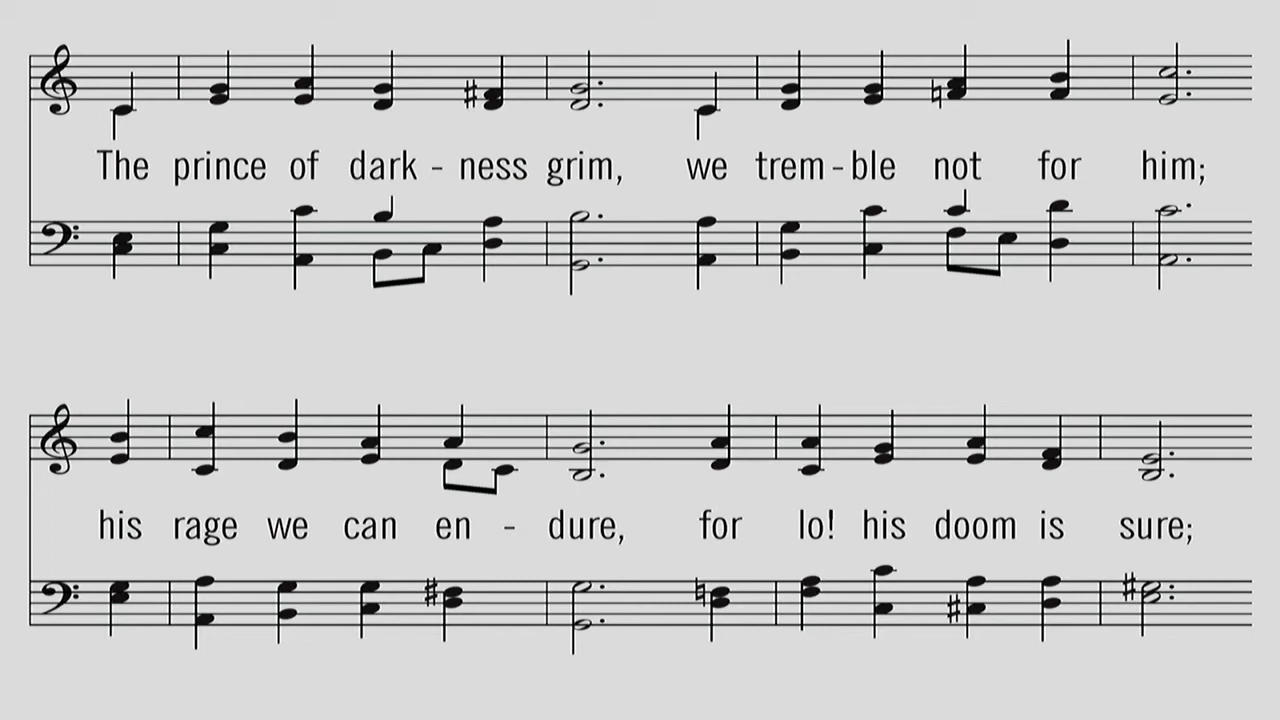 The prince of dark - ness grim, we trem - ble not for him;
his rage we can en - dure, for lo! his doom is sure;